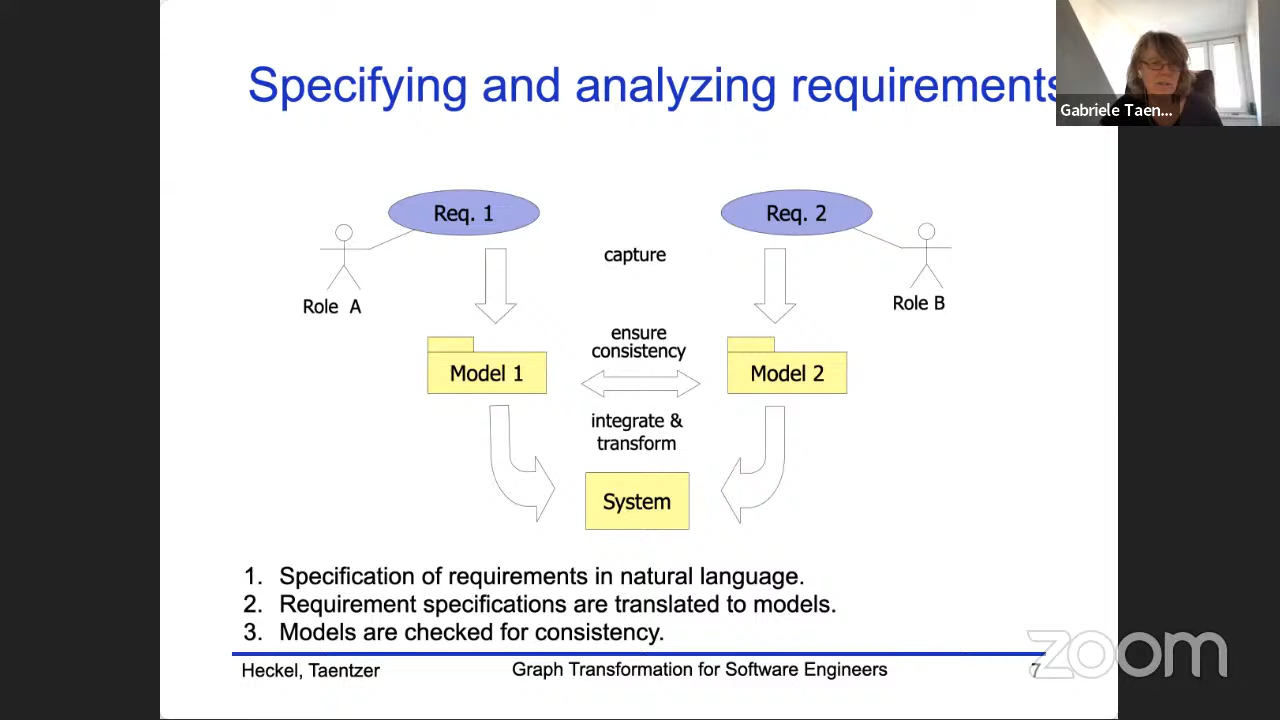 Specifying and analyzing requirements
Gabriele Taen...
Req. 1
Req. 2
capture
Role A
Role B
ensure
consistency
Model 1
Model 2
integrate &
transform
System
1. Specification of requirements in natural language.
2. Requirement specifications are translated to models.
3. Models are checked for consistency.
Heckel, Taentzer
Graph Transformation for Software Engineers
7
zoom